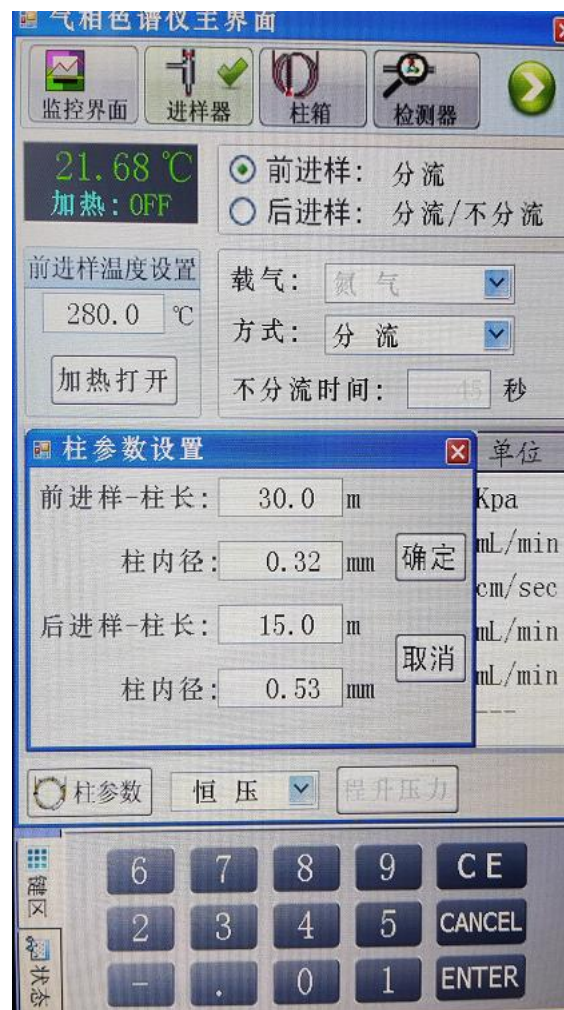 气相色谱仪主界面
监控界面 进样器 柱箱 检测器
21.68 ℃
加热:OFF
前进样: 分流
后进样: 分流/不分流
前进样温度设置
280.0 ℃
加热打开
载气: 氮 气
方式: 分 流
不分流时间: 45 秒
柱参数设置
前进样-柱长: 30.0 m
柱内径: 0.32 mm
后进样-柱长: 15.0 m
柱内径: 0.53 mm
确定
取消
单位
Kpa
mL/min
cm/sec
mL/min
mL/min
---
柱参数 恒 压 程升压力
键区
状态
6 7 8 9 CE
2 3 4 5 CANCEL
- . 0 1 ENTER